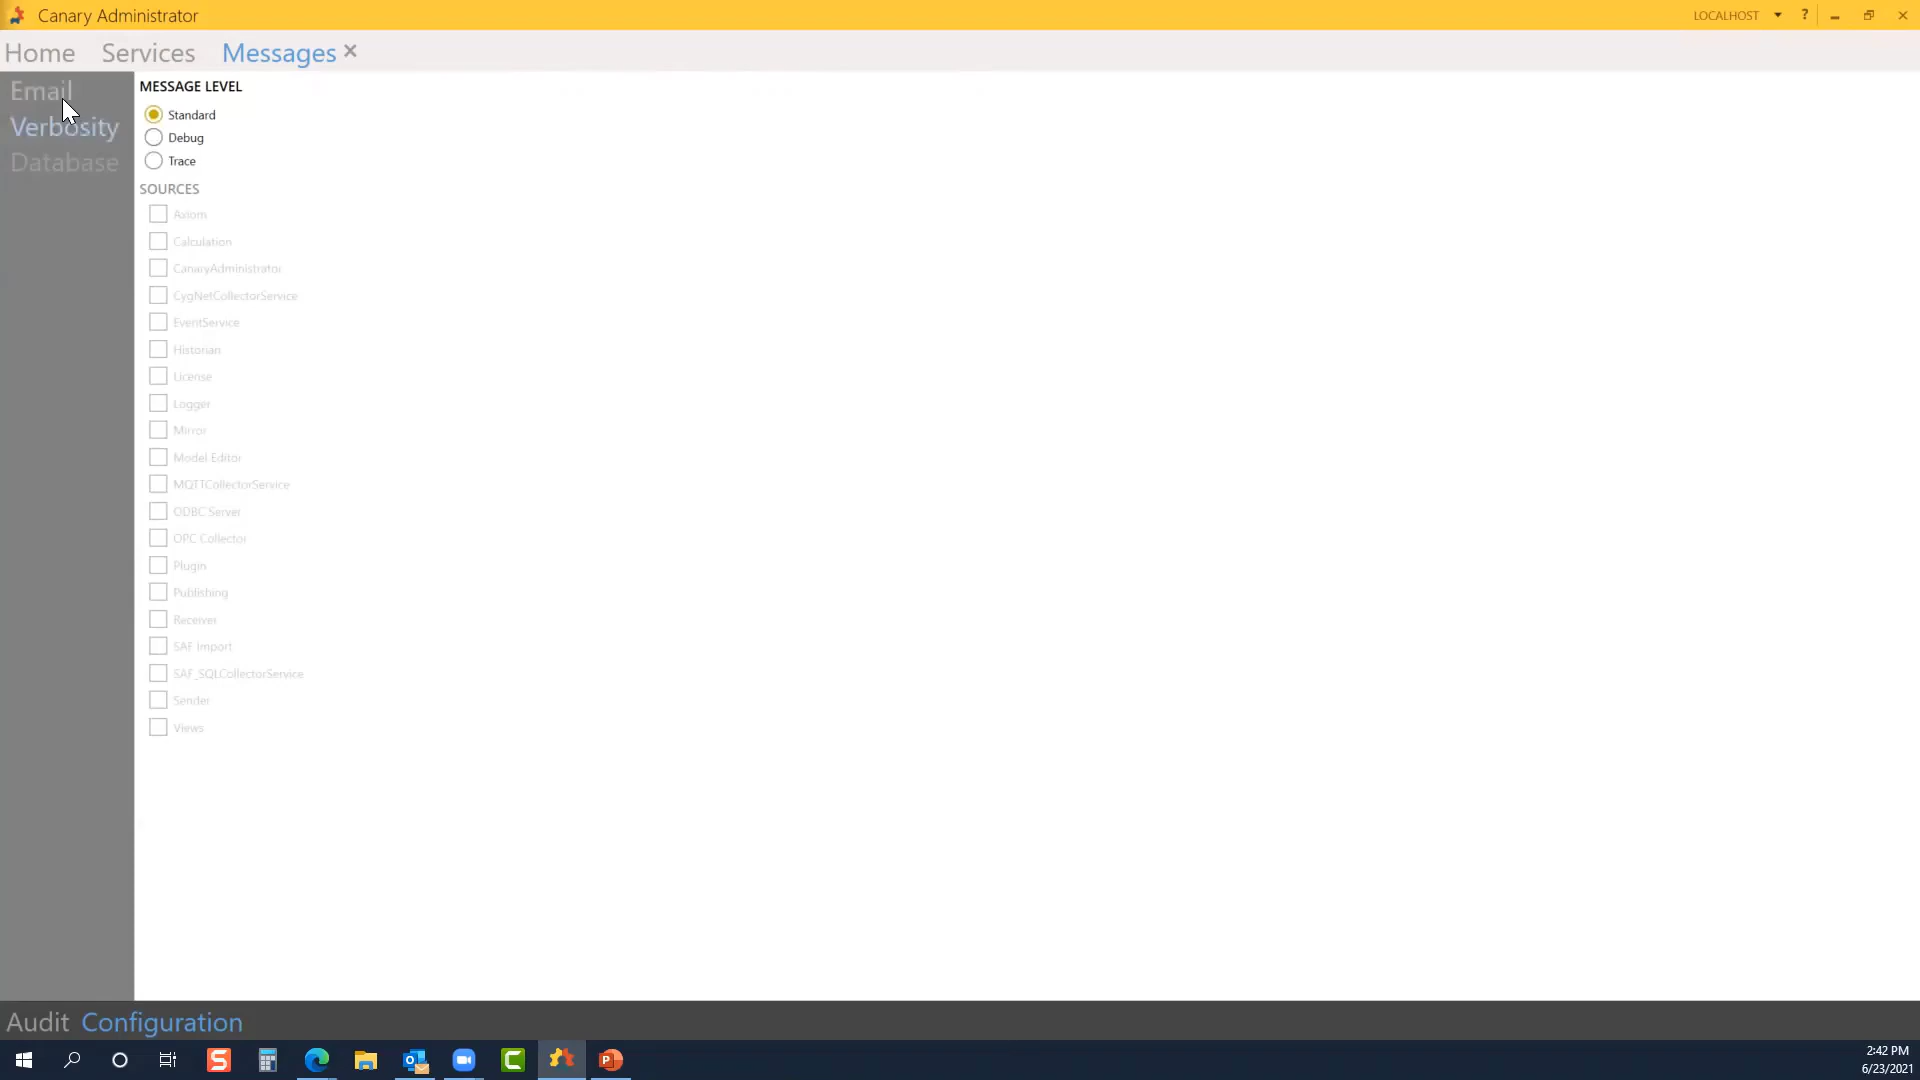 Canary Administrator
LOCALHOST ?
Home Services Messages
Email
Verbosity
Database
MESSAGE LEVEL
Standard
Debug
Trace
SOURCES
Axiom
Calculation
CanaryAdministrator
CygNetCollectorService
EventService
Historian
License
Logger
Mirror
Model Editor
MQTTCollectorService
ODBC Server
OPC Collector
Plugin
Publishing
Receiver
SAF Import
SAF_SQLCollectorService
Sender
Views
Audit Configuration
2:42 PM
6/23/2021